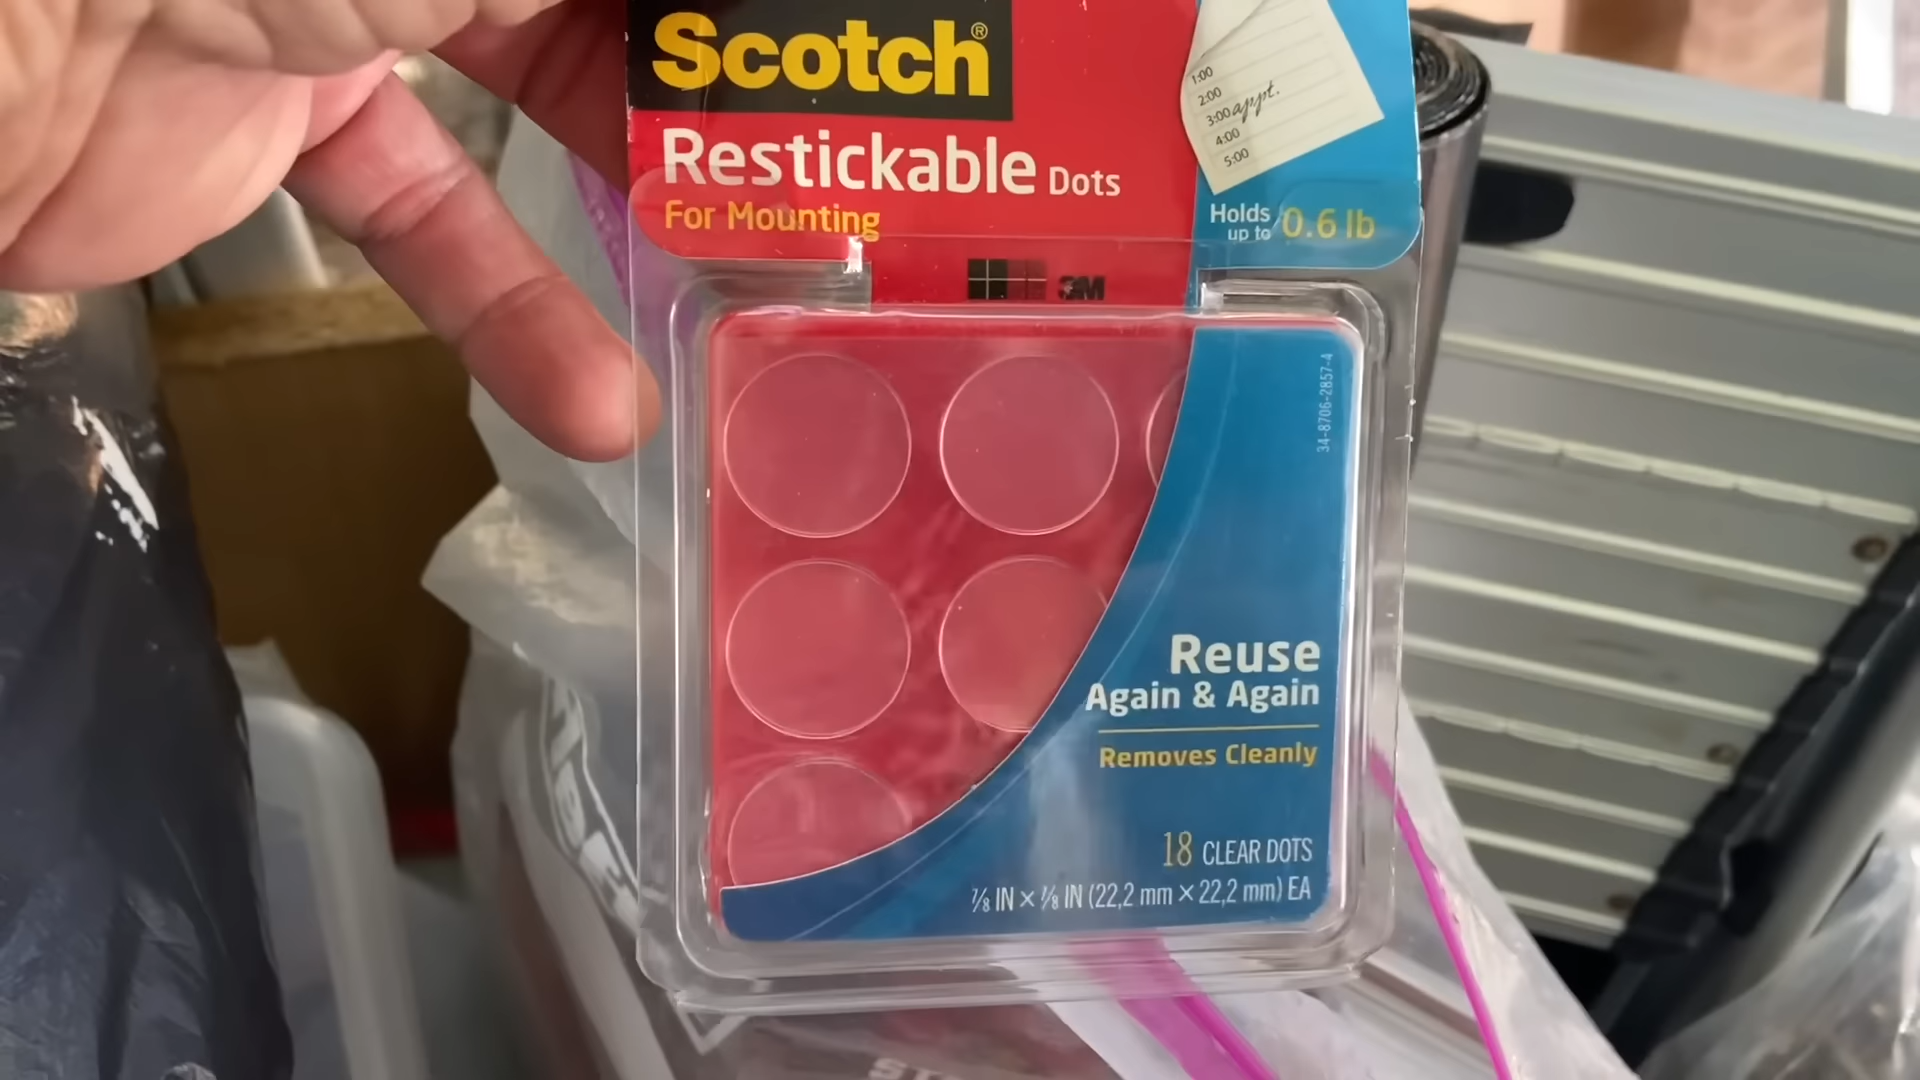 Scotch®
Restickable Dots
For Mounting
1:00
2:00
3:00 appt.
4:00
5:00
Holds up to 0.6 lb
3M
34-8706-2857-4
Reuse
Again & Again
Removes Cleanly
18 CLEAR DOTS
⅞ IN × ⅞ IN (22,2 mm × 22,2 mm) EA